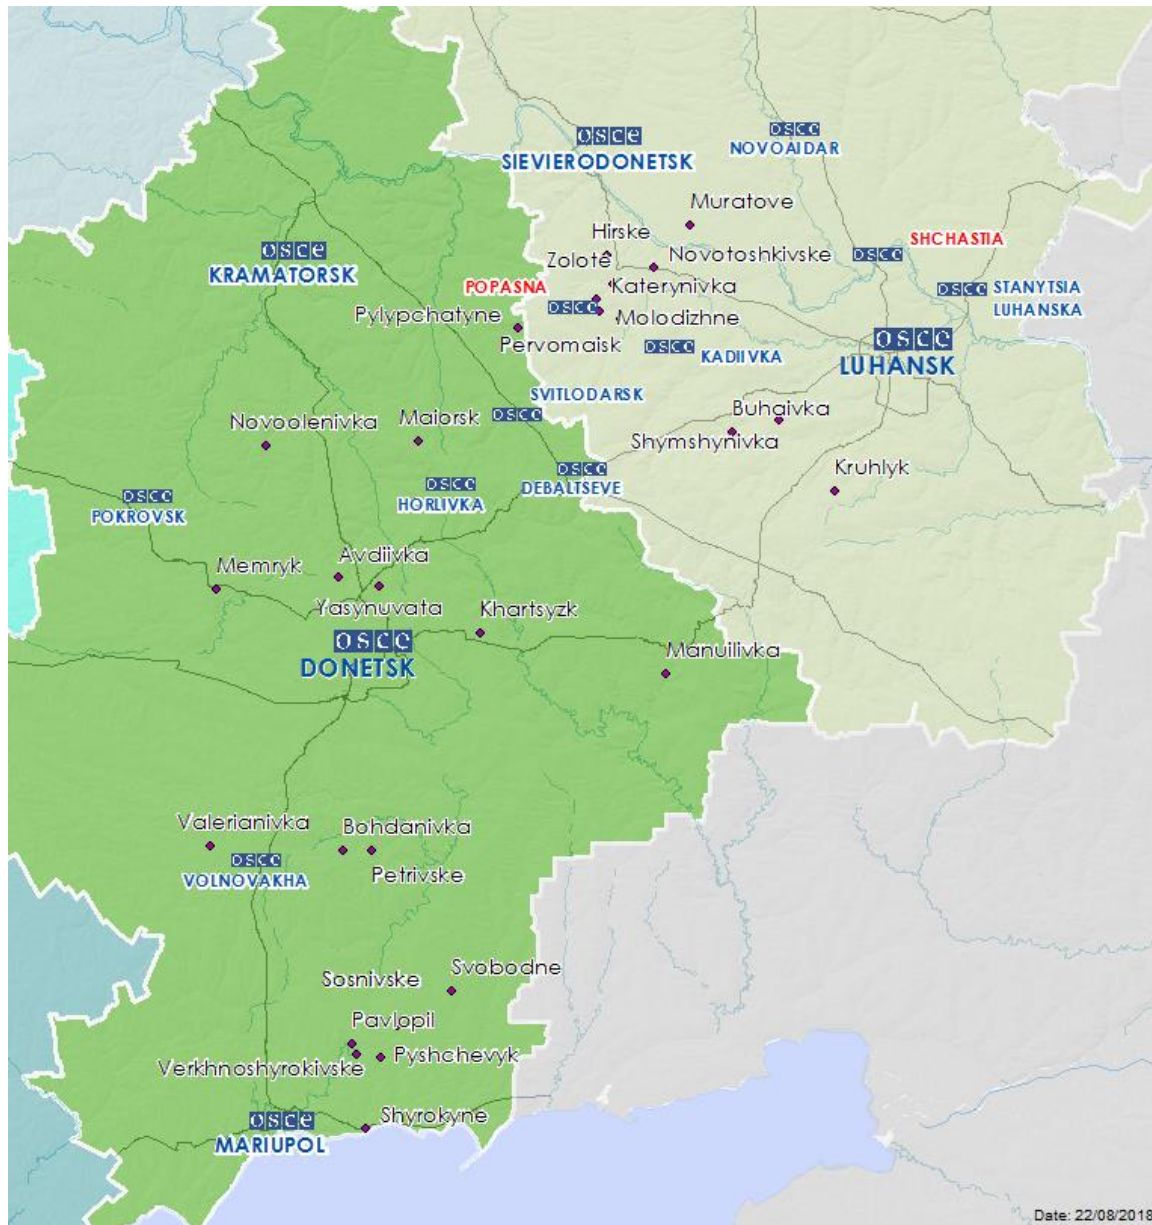 osce
SIEVIERODONETSK
osce
NOVOAIDAR
Muratove
Hirske
osce
KRAMATORSK
Zolote
Novotoshkivske
osce
SHCHASTIA
POPASNA
Katerynivka
osce
STANYTSIA
LUHANSKA
Pylypchatyne
osce
Molodizhne
Pervomaisk
osce
KADIIVKA
osce
LUHANSK
SVITLODARSK
osce
Novoolenivka
Maiorsk
Buhaivka
Shymshynivka
Kruhlyk
osce
POKROVSK
osce
HORLIVKA
osce
DEBALTSEVE
Memryk
Avdiivka
Yasynuvata
Khartsyzk
osce
DONETSK
Manuilivka
Valerianivka
Bohdanivka
osce
VOLNOVAKHA
Petrivske
Sosnivske
Svobodne
Pavlopil
Verkhnoshyrokivske
Pyshchevyk
osce
MARIUPOL
Shyrokyne
Date: 22/08/2018